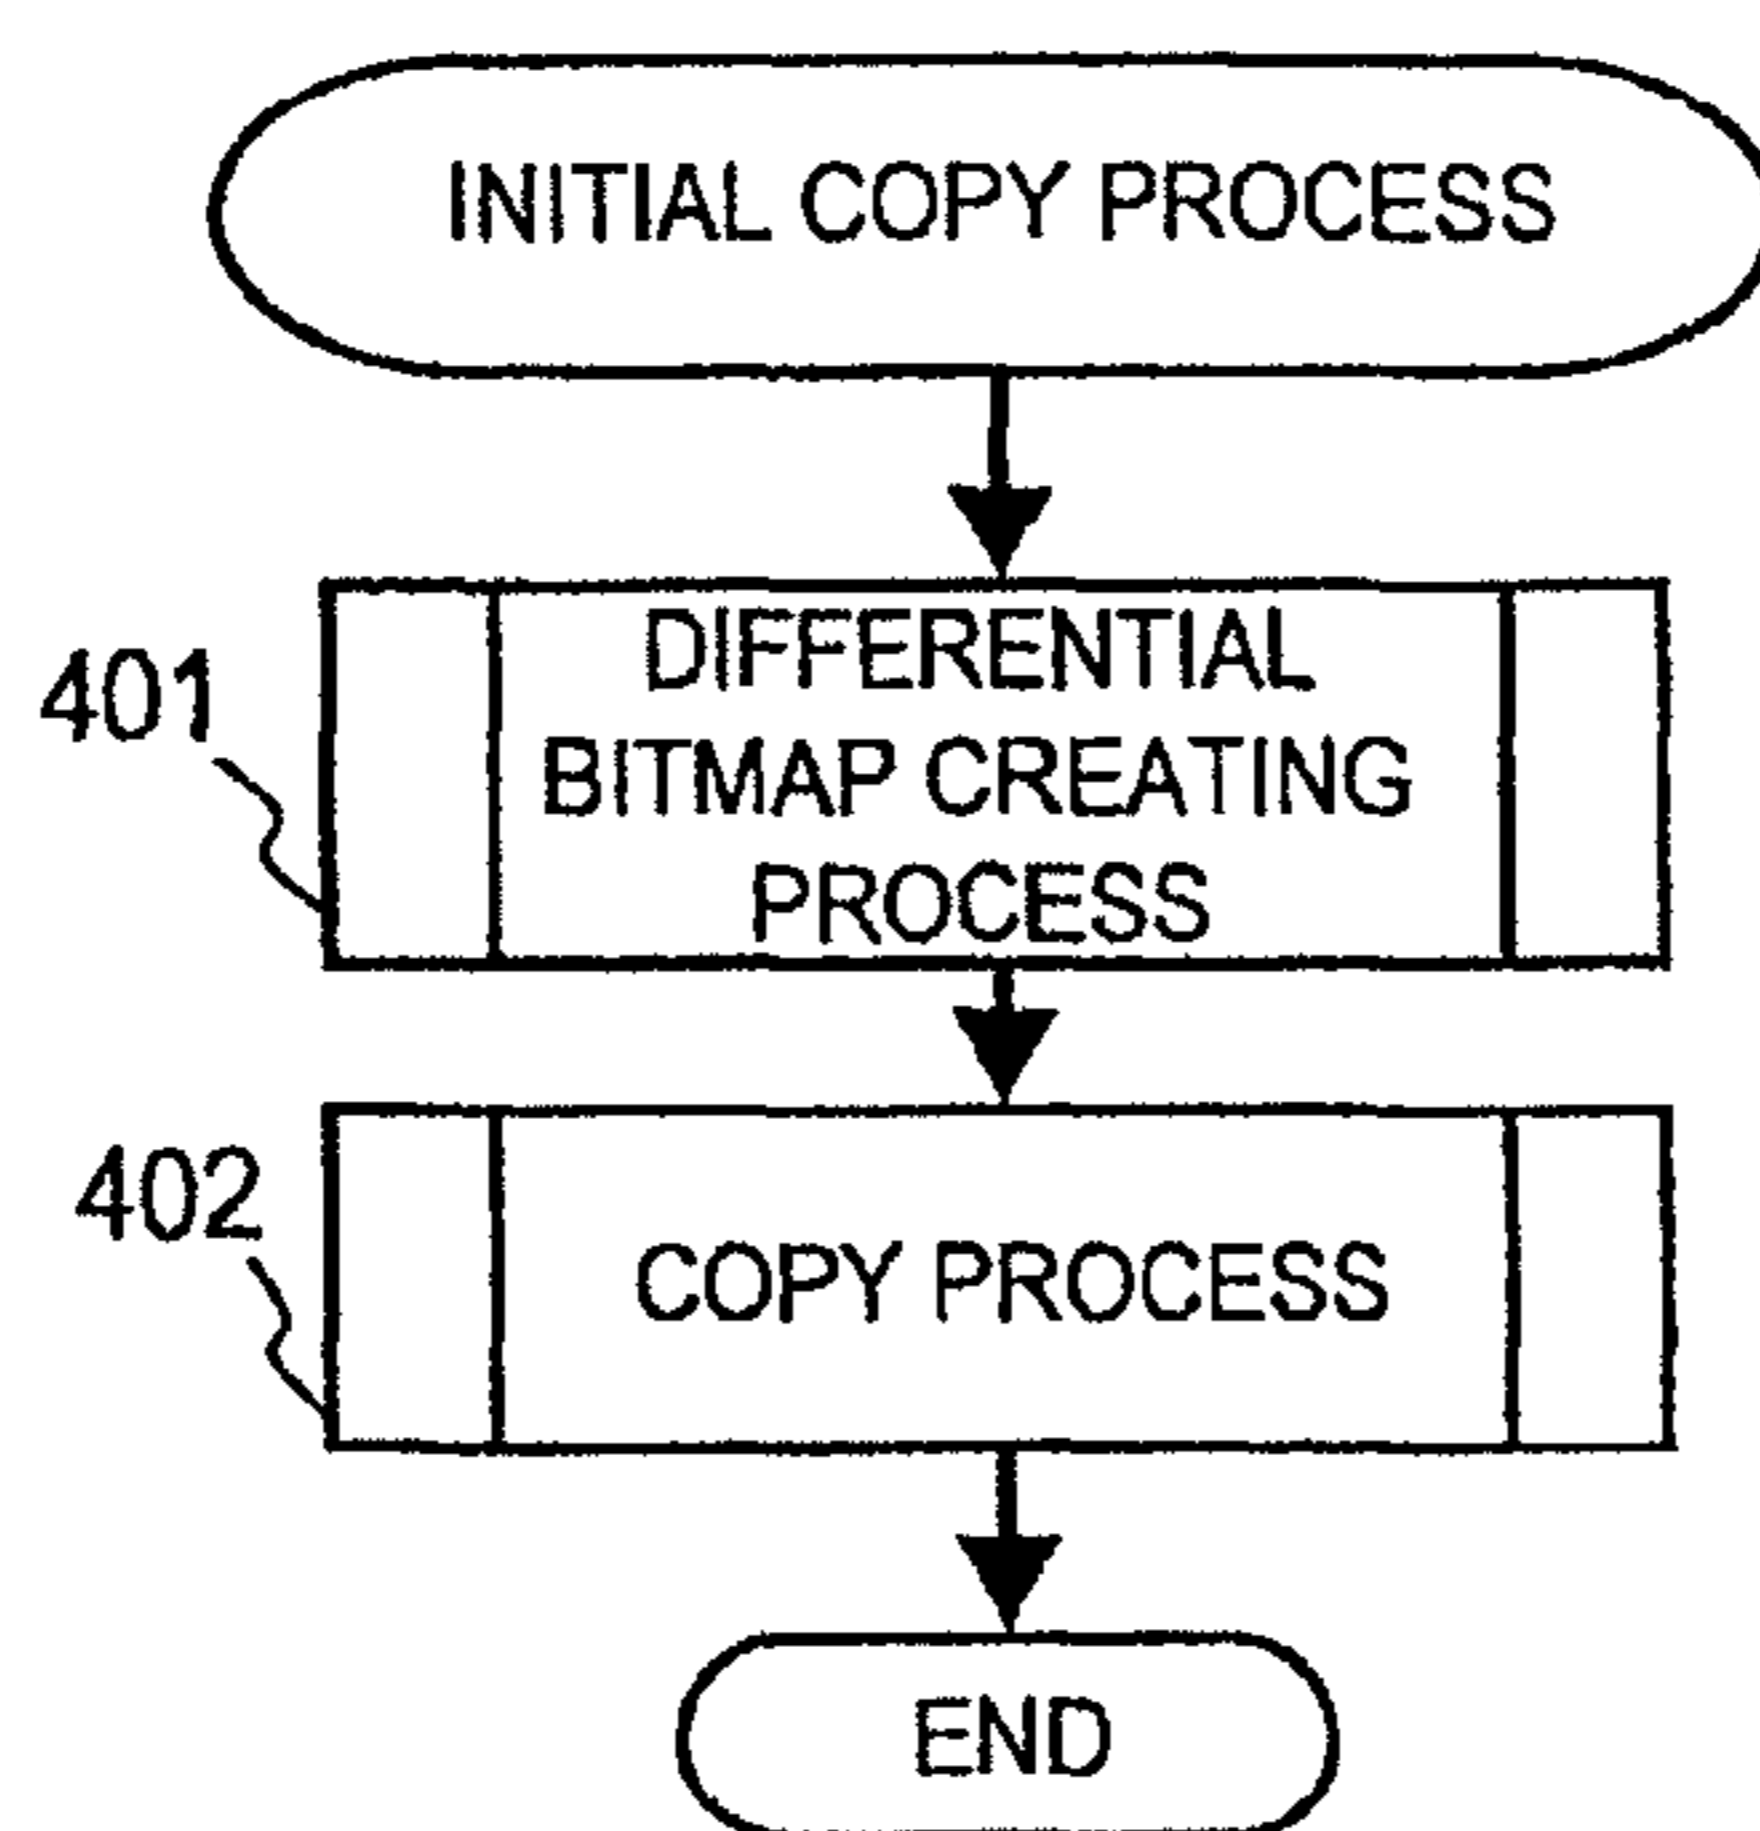 INITIAL COPY PROCESS
401
DIFFERENTIAL
BITMAP CREATING
PROCESS
402
COPY PROCESS
END